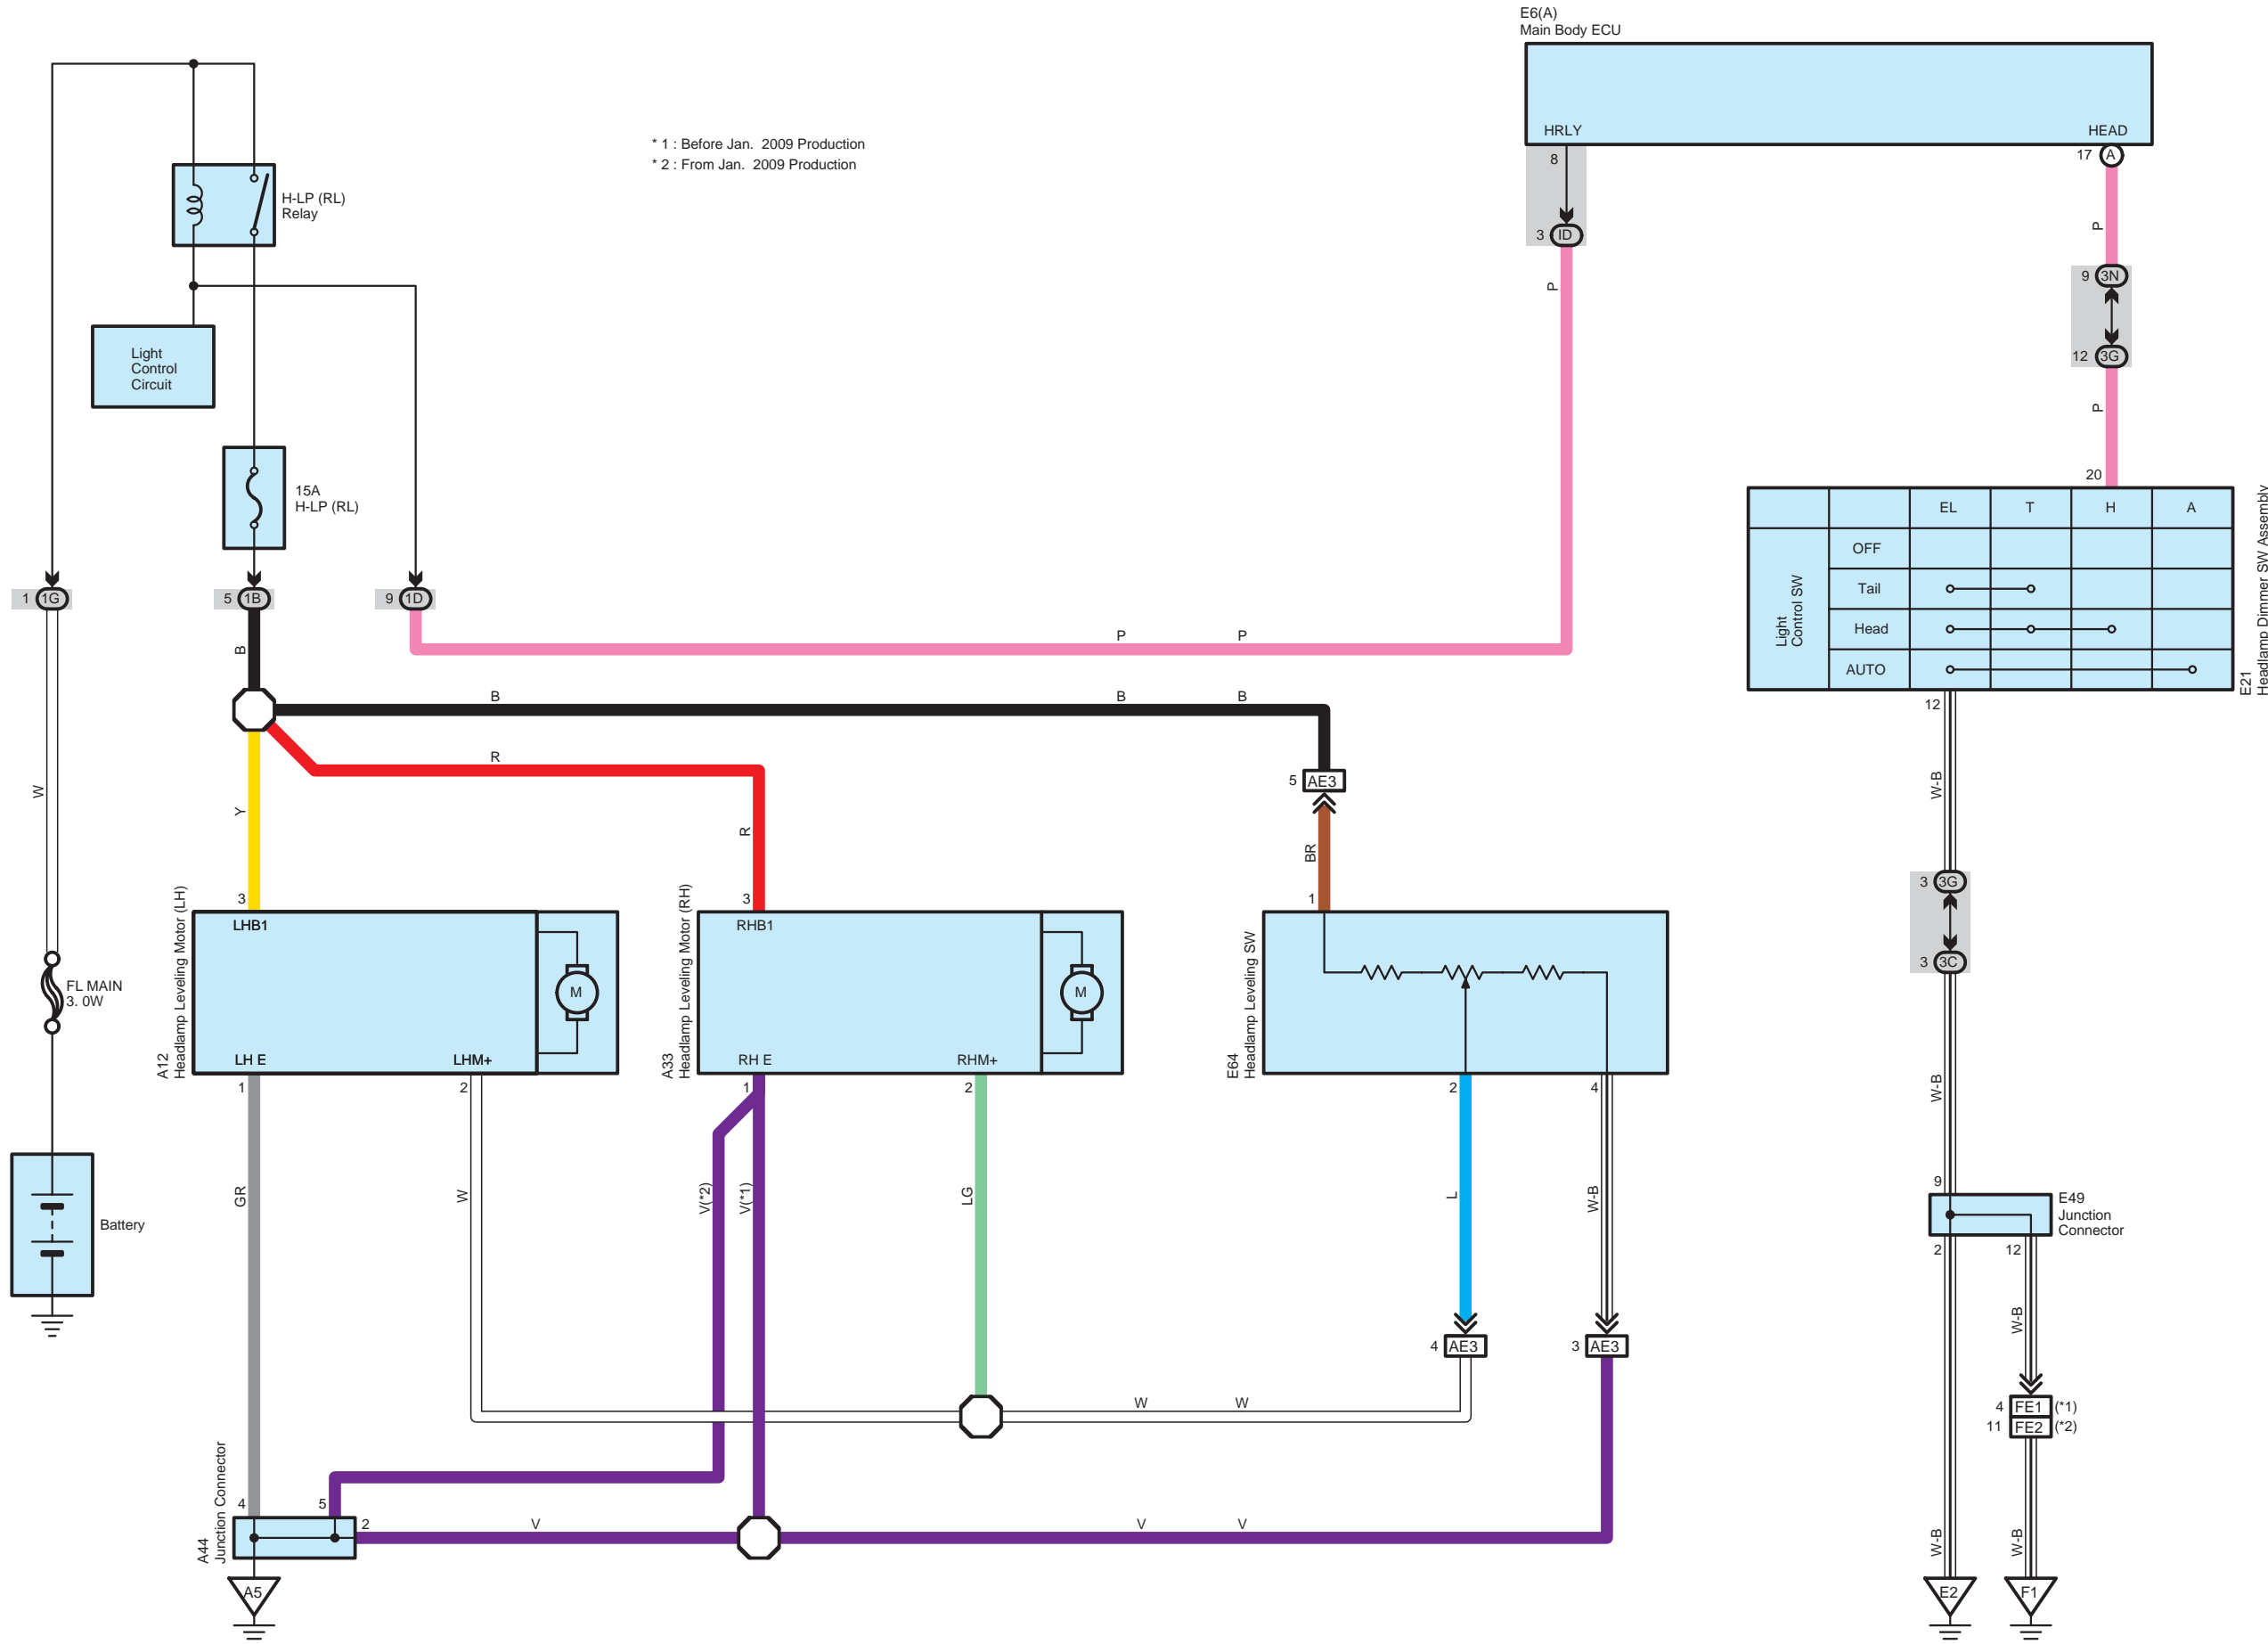 E6(A)
Main Body ECU
HRLY
HEAD
8
17 A
* 1 : Before Jan. 2009 Production
* 2 : From Jan. 2009 Production
H-LP (RL)
Relay
3 ID
P
P
9 3N
12 3G
P
Light
Control
Circuit
15A
H-LP (RL)
20
EL T H A
OFF
Tail
Head
AUTO
Light
Control SW
E21
Headlamp Dimmer SW Assembly
1 1G
5 1B
9 1D
B
P P
B B B
R
12
W-B
5 AE3
W
Y
R
BR
3 3G
3 3C
3
3
1
A12
Headlamp Leveling Motor (LH)
LHB1
M
LH E
LHM+
A33
Headlamp Leveling Motor (RH)
RHB1
M
RH E
RHM+
E64
Headlamp Leveling SW
FL MAIN
3. 0W
1
2
1
2
2
4
W-B
Battery
GR
W
V(*2)
V(*1)
LG
L
W-B
9
E49
Junction
Connector
2
12
W-B
4 AE3
3 AE3
W W
4 FE1 (*1)
11 FE2 (*2)
A44
Junction Connector
4
5
2
V V V
W-B
W-B
A5
E2
F1